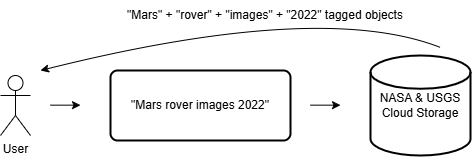 "Mars" + "rover" + "images" + "2022" tagged objects
"Mars rover images 2022"
NASA & USGS
Cloud Storage
User